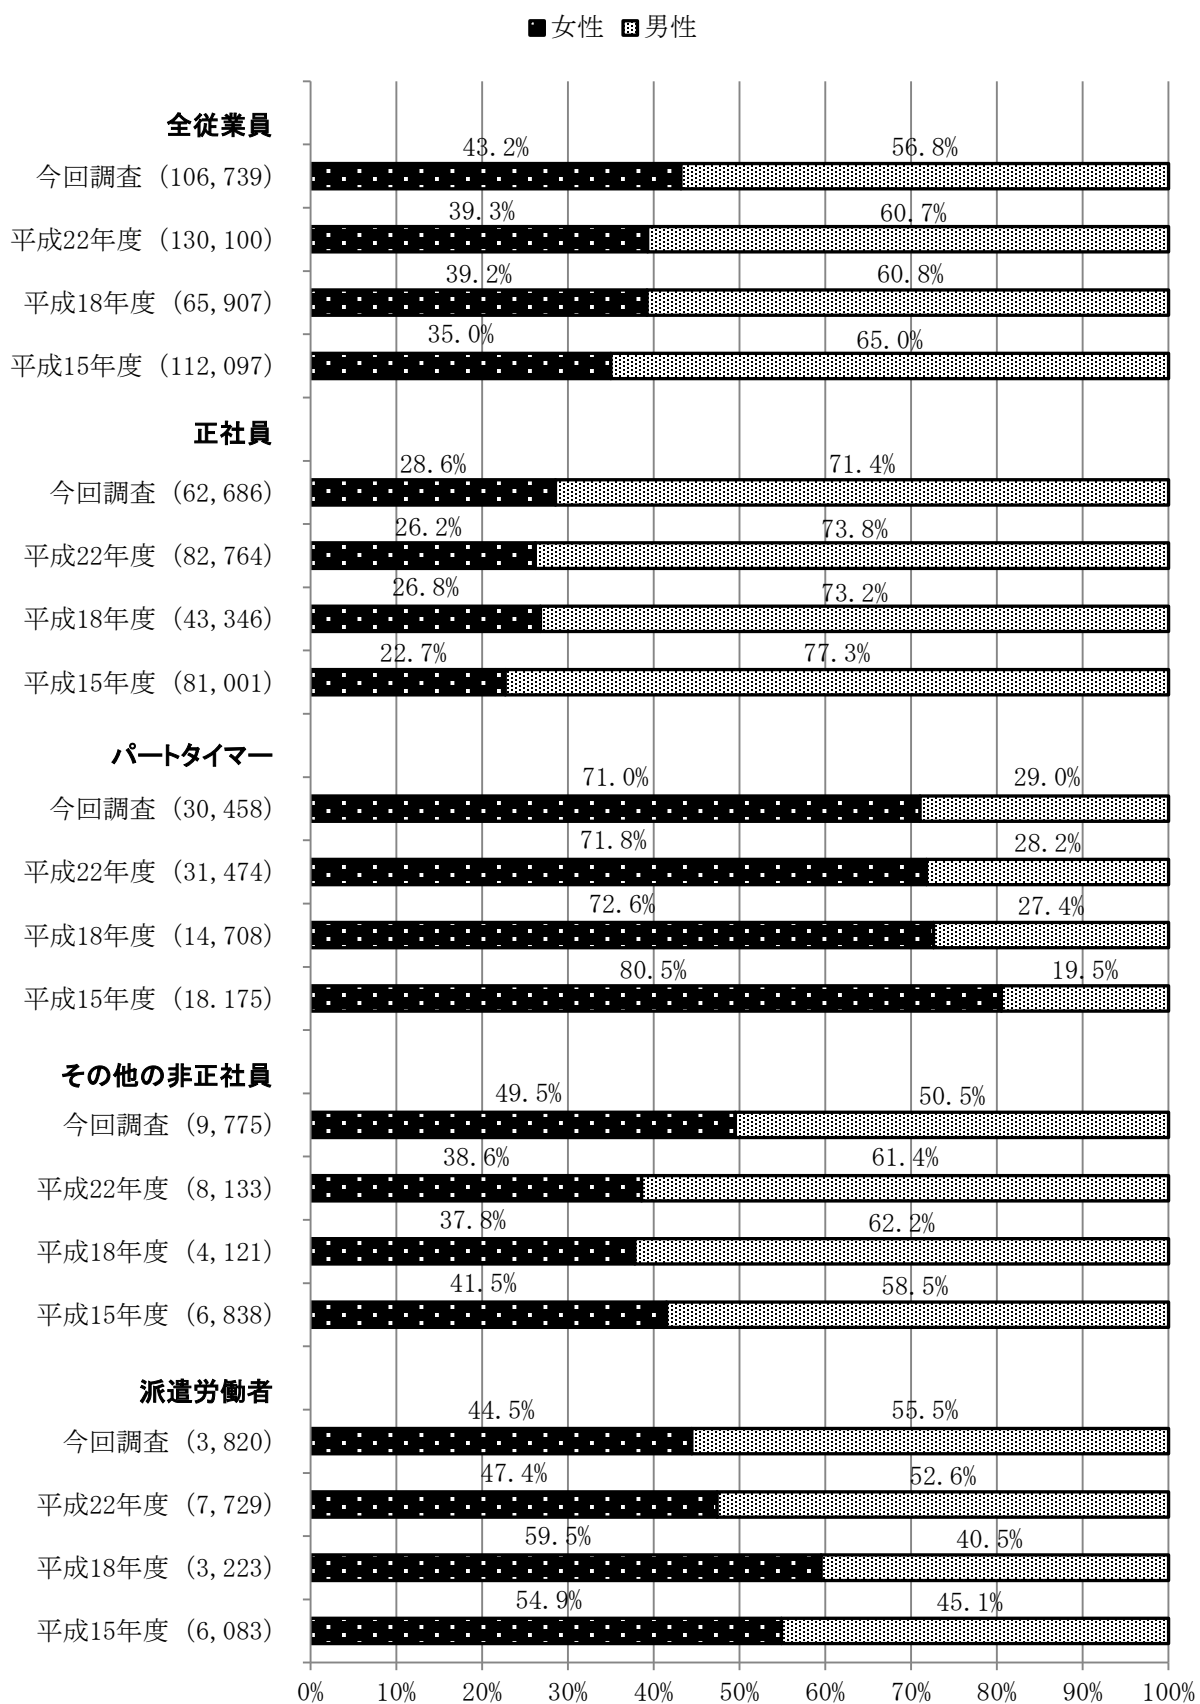 女性 男性
全従業員
43.2% 56.8%
今回調査 (106,739)
39.3% 60.7%
平成22年度 (130,100)
39.2% 60.8%
平成18年度 (65,907)
35.0% 65.0%
平成15年度 (112,097)
正社員
28.6% 71.4%
今回調査 (62,686)
26.2% 73.8%
平成22年度 (82,764)
26.8% 73.2%
平成18年度 (43,346)
22.7% 77.3%
平成15年度 (81,001)
パートタイマー
71.0% 29.0%
今回調査 (30,458)
71.8% 28.2%
平成22年度 (31,474)
72.6% 27.4%
平成18年度 (14,708)
80.5% 19.5%
平成15年度 (18.175)
その他の非正社員
49.5% 50.5%
今回調査 (9,775)
38.6% 61.4%
平成22年度 (8,133)
37.8% 62.2%
平成18年度 (4,121)
41.5% 58.5%
平成15年度 (6,838)
派遣労働者
44.5% 55.5%
今回調査 (3,820)
47.4% 52.6%
平成22年度 (7,729)
59.5% 40.5%
平成18年度 (3,223)
54.9% 45.1%
平成15年度 (6,083)
0% 10% 20% 30% 40% 50% 60% 70% 80% 90% 100%